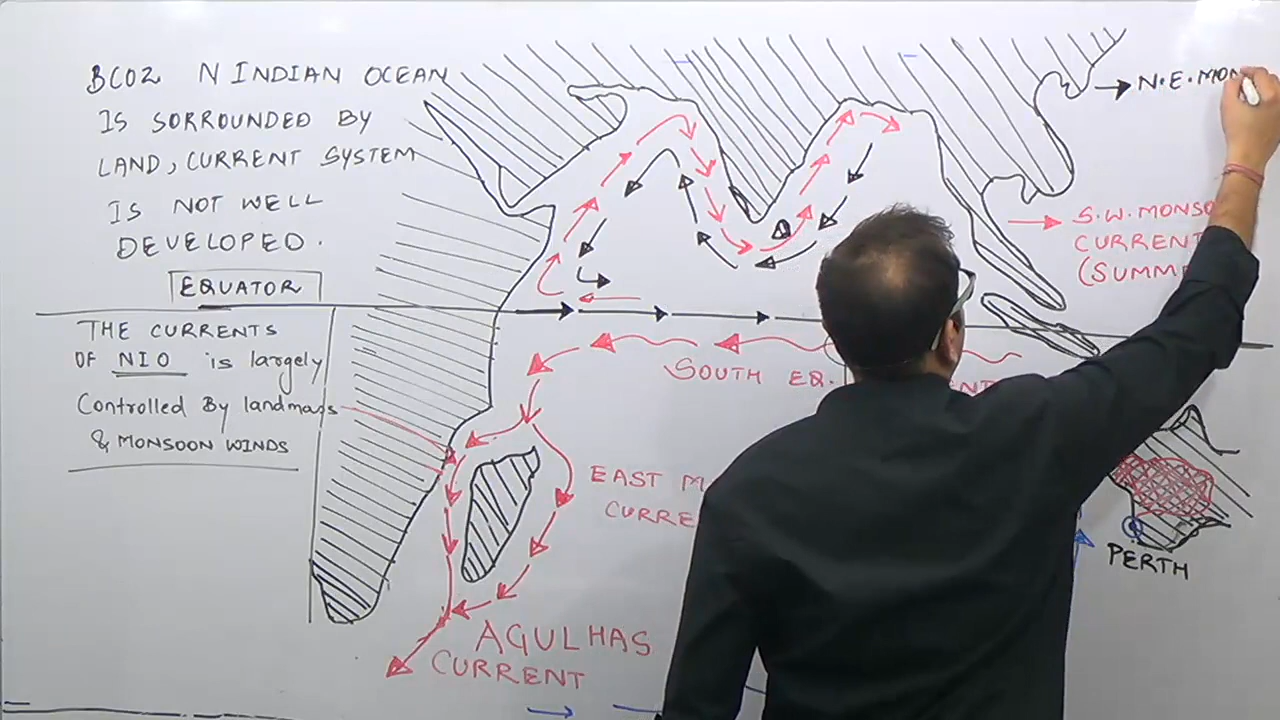 BCOZ N INDIAN OCEAN
IS SORROUNDED BY
LAND, CURRENT SYSTEM
IS NOT WELL
DEVELOPED.
EQUATOR
THE CURRENTS
OF NIO is largely
Controlled By landmass
& MONSOON WINDS
N.E.MON
S.W.MONSO
CURRENT
(SUMM
SOUTH EQ.
EAST M
CURRE
AGULHAS
CURRENT
PERTH